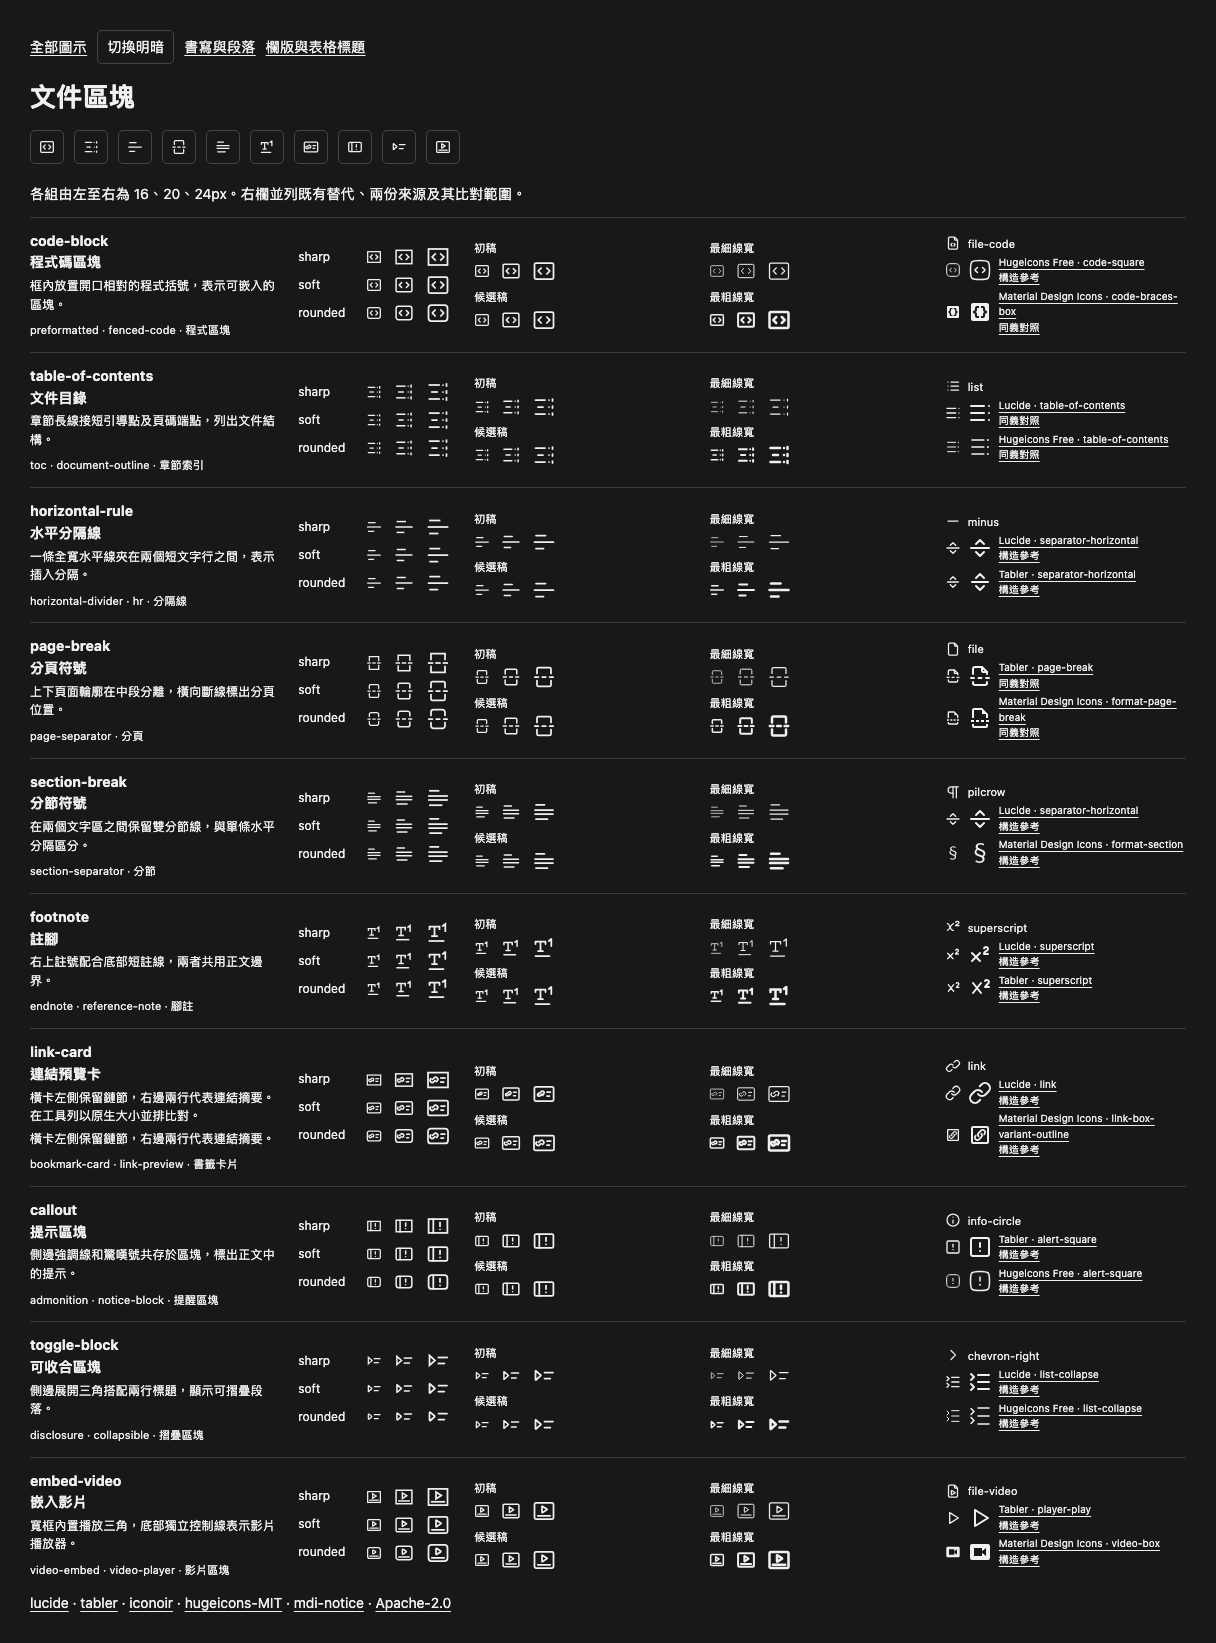 全部圖示 切換明暗 書寫與段落 欄版與表格標題
文件區塊
各組由左至右為 16、20、24px。右欄並列既有替代、兩份來源及其比對範圍。
code-block
程式碼區塊
框內放置開口相對的程式括號，表示可嵌入的
區塊。
preformatted · fenced-code · 程式區塊
sharp
soft
rounded
初稿
候選稿
最細線寬
最粗線寬
file-code
Hugeicons Free · code-square
構造參考
Material Design Icons · code-braces-
box
同義對照
table-of-contents
文件目錄
章節長線接短引導點及頁碼端點，列出文件結
構。
toc · document-outline · 章節索引
sharp
soft
rounded
初稿
候選稿
最細線寬
最粗線寬
list
Lucide · table-of-contents
同義對照
Hugeicons Free · table-of-contents
同義對照
horizontal-rule
水平分隔線
一條全寬水平線夾在兩個短文字行之間，表示
插入分隔。
horizontal-divider · hr · 分隔線
sharp
soft
rounded
初稿
候選稿
最細線寬
最粗線寬
minus
Lucide · separator-horizontal
構造參考
Tabler · separator-horizontal
構造參考
page-break
分頁符號
上下頁面輪廓在中段分離，橫向斷線標出分頁
位置。
page-separator · 分頁
sharp
soft
rounded
初稿
候選稿
最細線寬
最粗線寬
file
Tabler · page-break
同義對照
Material Design Icons · format-page-
break
同義對照
section-break
分節符號
在兩個文字區之間保留雙分節線，與單條水平
分隔區分。
section-separator · 分節
sharp
soft
rounded
初稿
候選稿
最細線寬
最粗線寬
pilcrow
Lucide · separator-horizontal
構造參考
Material Design Icons · format-section
構造參考
footnote
註腳
右上註號配合底部短註線，兩者共用正文邊
界。
endnote · reference-note · 腳註
sharp
soft
rounded
初稿
候選稿
最細線寬
最粗線寬
superscript
Lucide · superscript
構造參考
Tabler · superscript
構造參考
link-card
連結預覽卡
橫卡左側保留鏈節，右邊兩行代表連結摘要。
在工具列以原生大小並排比對。
橫卡左側保留鏈節，右邊兩行代表連結摘要。
bookmark-card · link-preview · 書籤卡片
sharp
soft
rounded
初稿
候選稿
最細線寬
最粗線寬
link
Lucide · link
構造參考
Material Design Icons · link-box-
variant-outline
構造參考
callout
提示區塊
側邊強調線和驚嘆號共存於區塊，標出正文中
的提示。
admonition · notice-block · 提醒區塊
sharp
soft
rounded
初稿
候選稿
最細線寬
最粗線寬
info-circle
Tabler · alert-square
構造參考
Hugeicons Free · alert-square
構造參考
toggle-block
可收合區塊
側邊展開三角搭配兩行標題，顯示可摺疊段
落。
disclosure · collapsible · 摺疊區塊
sharp
soft
rounded
初稿
候選稿
最細線寬
最粗線寬
chevron-right
Lucide · list-collapse
構造參考
Hugeicons Free · list-collapse
構造參考
embed-video
嵌入影片
寬框內置播放三角，底部獨立控制線表示影片
播放器。
video-embed · video-player · 影片區塊
sharp
soft
rounded
初稿
候選稿
最細線寬
最粗線寬
file-video
Tabler · player-play
構造參考
Material Design Icons · video-box
構造參考
lucide · tabler · iconoir · hugeicons-MIT · mdi-notice · Apache-2.0